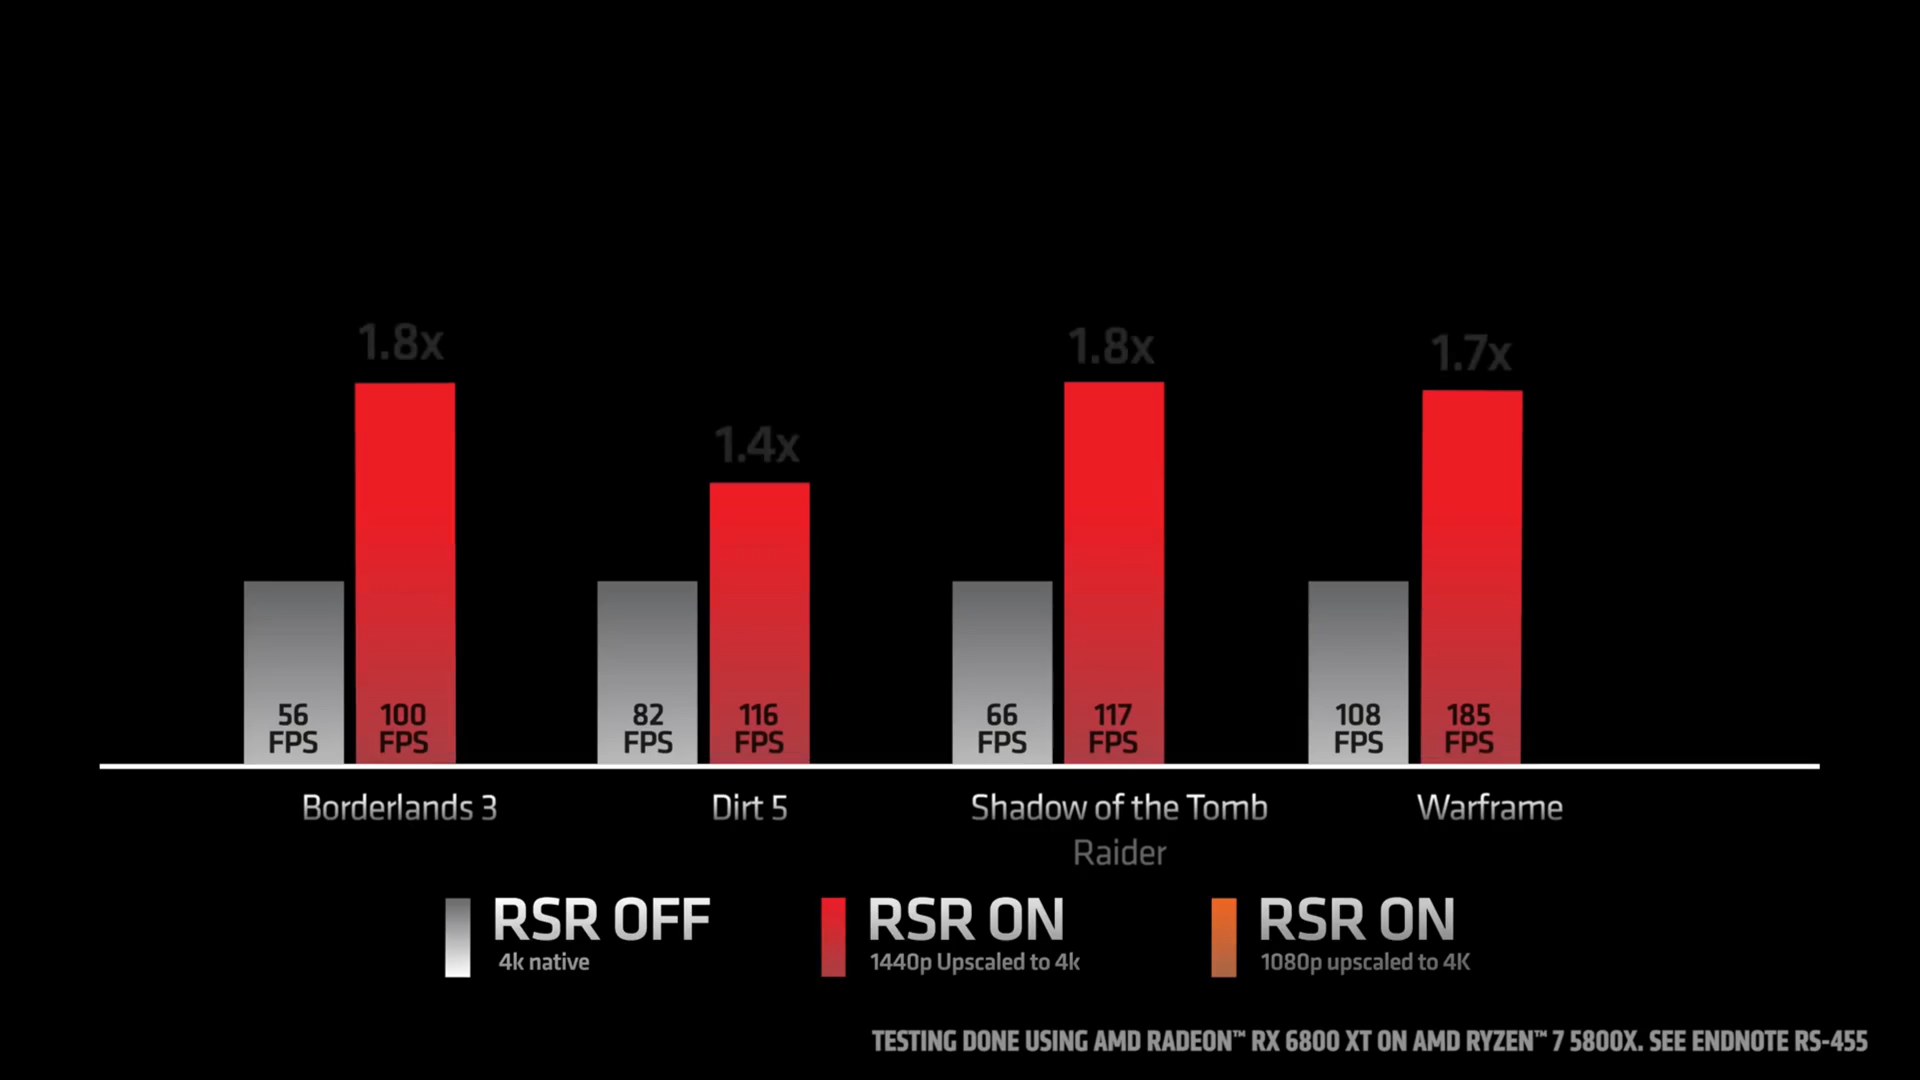 1.8x
1.4x
1.8x
1.7x
56
FPS
100
FPS
82
FPS
116
FPS
66
FPS
117
FPS
108
FPS
185
FPS
Borderlands 3
Dirt 5
Shadow of the Tomb
Raider
Warframe
RSR OFF
4k native
RSR ON
1440p Upscaled to 4k
RSR ON
1080p upscaled to 4K
TESTING DONE USING AMD RADEON™ RX 6800 XT ON AMD RYZEN™ 7 5800X. SEE ENDNOTE RS-455